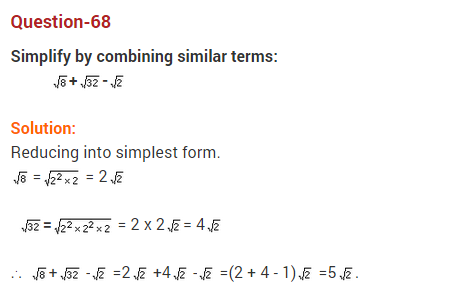 Question-68
Simplify by combining similar terms:
√8 + √32 - √2
Solution:
Reducing into simplest form.
√8 = √2²×2 = 2√2
√32 = √2²×2²×2 = 2 x 2√2 = 4√2
∴ √8 + √32 - √2 =2√2 +4√2 -√2 =(2 + 4 - 1)√2 =5√2.